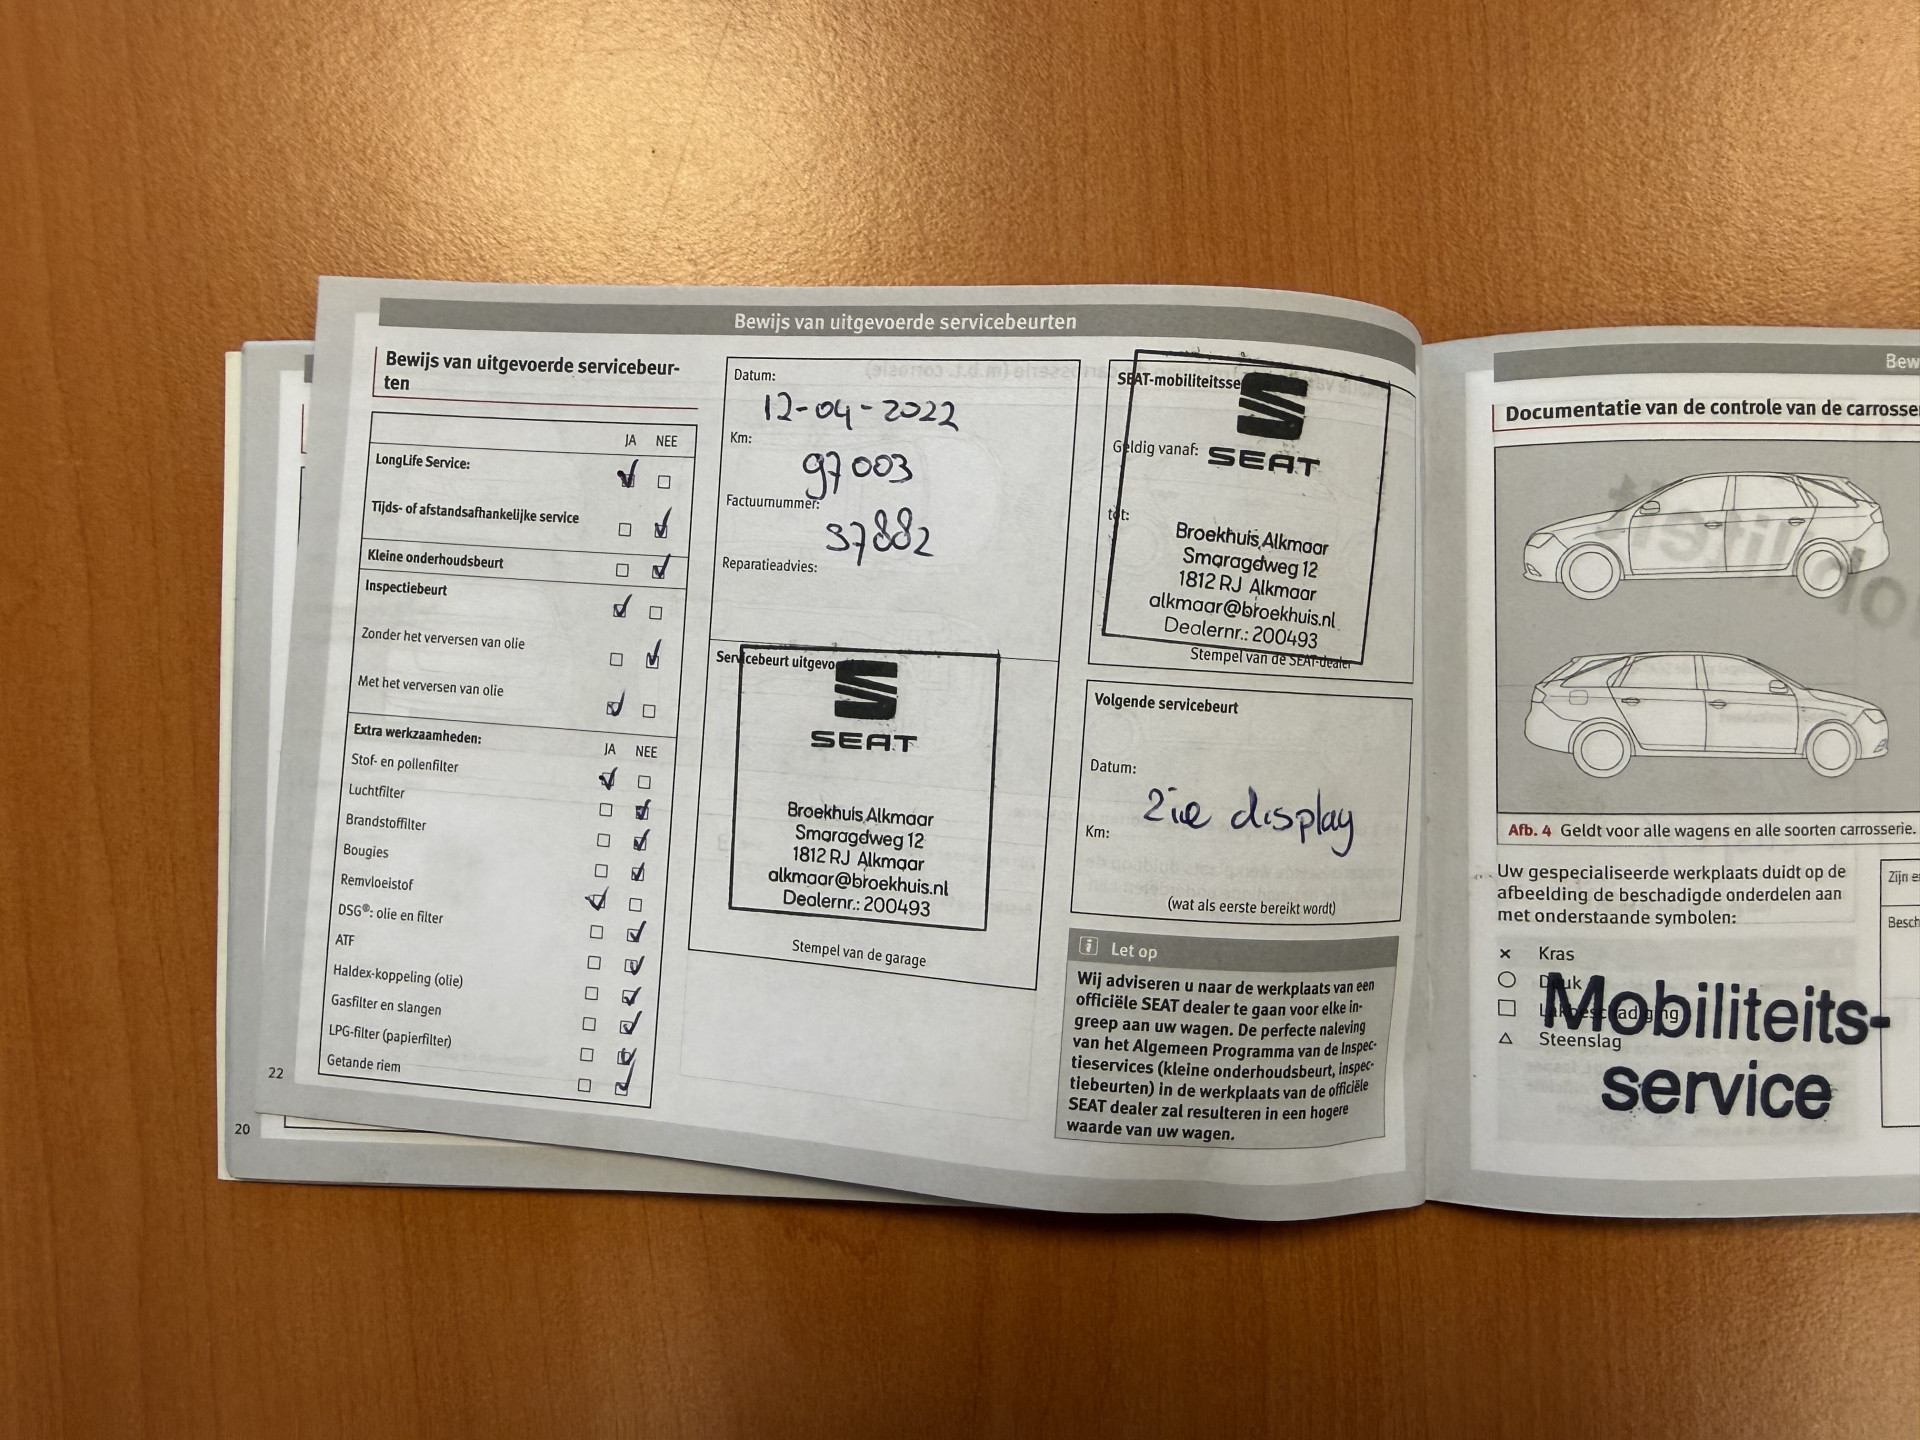 Bewijs van uitgevoerde servicebeurten
Bewijs van uitgevoerde servicebeur-
ten
JA NEE
LongLife Service:
Tijds- of afstandsafhankelijke service
Kleine onderhoudsbeurt
Inspectiebeurt
Zonder het verversen van olie
Met het verversen van olie
Extra werkzaamheden:
JA NEE
Stof- en pollenfilter
Luchtfilter
Brandstoffilter
Bougies
Remvloeistof
DSG®: olie en filter
ATF
Haldex-koppeling (olie)
Gasfilter en slangen
LPG-filter (papierfilter)
Getande riem
22
20
Datum:
12-04-2022
Km:
97003
Factuurnummer:
37882
Reparatieadvies:
Servicebeurt uitgevo
SEAT
Broekhuis Alkmaar
Smaragdweg 12
1812 RJ Alkmaar
alkmaar@broekhuis.nl
Dealernr.: 200493
Stempel van de garage
SEAT-mobiliteitsse
Geldig vanaf:
SEAT
tot:
Broekhuis Alkmaar
Smaragdweg 12
1812 RJ Alkmaar
alkmaar@broekhuis.nl
Dealernr.: 200493
Stempel van de SEAT-dealer
Volgende servicebeurt
Datum:
Zie display
Km:
(wat als eerste bereikt wordt)
i Let op
Wij adviseren u naar de werkplaats van een
officiële SEAT dealer te gaan voor elke in-
greep aan uw wagen. De perfecte naleving
van het Algemeen Programma van de Inspec-
tieservices (kleine onderhoudsbeurt, inspec-
tiebeurten) in de werkplaats van de officiële
SEAT dealer zal resulteren in een hogere
waarde van uw wagen.
Bew
Documentatie van de controle van de carrosse
Afb. 4 Geldt voor alle wagens en alle soorten carrosserie.
Uw gespecialiseerde werkplaats duidt op de
afbeelding de beschadigde onderdelen aan
met onderstaande symbolen:
Kras
Deuk
Lakbeschadiging
Steenslag
Mobiliteits-
service
Zijn e
Besch